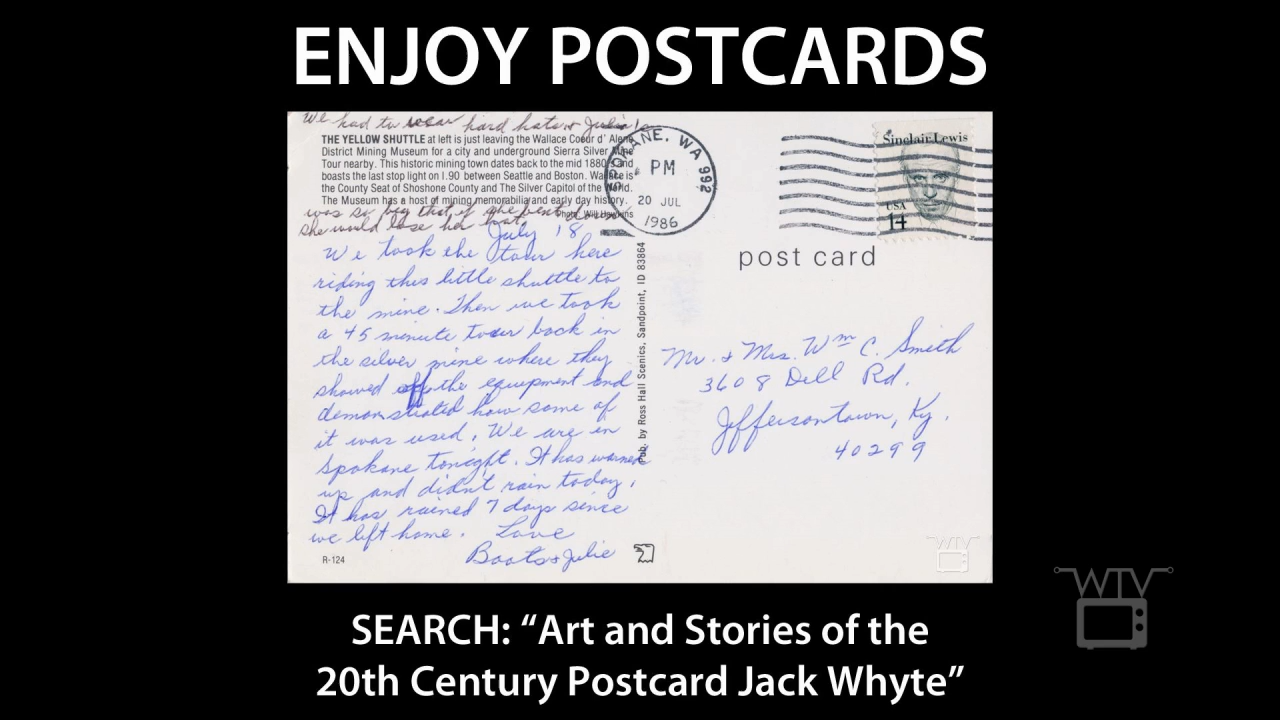 ENJOY POSTCARDS
We had to wear hard hats & Julie's
THE YELLOW SHUTTLE at left is just leaving the Wallace Coeur d' Alene
District Mining Museum for a city and underground Sierra Silver Mine
Tour nearby. This historic mining town dates back to the mid 1880's and
boasts the last stop light on I.90 between Seattle and Boston. Wallace is
the County Seat of Shoshone County and The Silver Capitol of the World.
The Museum has a host of mining memorabilia and early day history.
Photo: Will Hawkins
was so big that if she bent down
she would lose her hat.
July 18
We took the tour here
riding this little shuttle to
the mine. Then we took
a 45 minute tour back in
the silver mine where they
showed off the equipment and
demonstrated how some of
it was used. We are in
Spokane tonight. It has warmed
up and didn't rain today.
It has rained 7 days since
we left home. Love
Boots & Julie
R-124
Pub. by Ross Hall Scenics, Sandpoint, ID 83864
SPOKANE, WA 992
PM
20 JUL
1986
Sinclair Lewis
USA
14
post card
Mr. & Mrs. Wm C. Smith
3608 Dell Rd.
Jeffersontown, Ky.
40299
WTV
WTV
SEARCH: “Art and Stories of the
20th Century Postcard Jack Whyte”